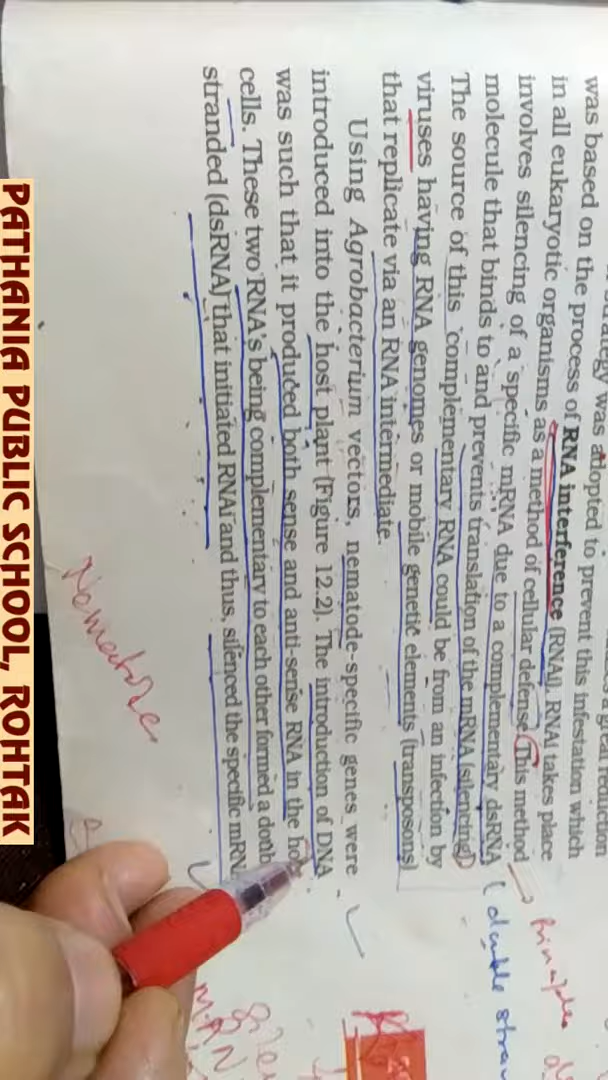 strategy was adopted to prevent this infestation which
was based on the process of RNA interference (RNAi). RNAi takes place
in all eukaryotic organisms as a method of cellular defense. This method
involves silencing of a specific mRNA due to a complementary dsRNA
molecule that binds to and prevents translation of the mRNA (silencing)
The source of this complementary RNA could be from an infection by
viruses having RNA genomes or mobile genetic elements (transposons)
that replicate via an RNA intermediate.
Using Agrobacterium vectors, nematode-specific genes were
introduced into the host plant (Figure 12.2). The introduction of DNA
was such that it produced both sense and anti-sense RNA in the
cells. These two RNA's being complementary to each other formed a
stranded (dsRNA) that initiated RNAi and thus, silenced the specific
(double
PATHANIA PUBLIC SCHOOL, ROHTAK